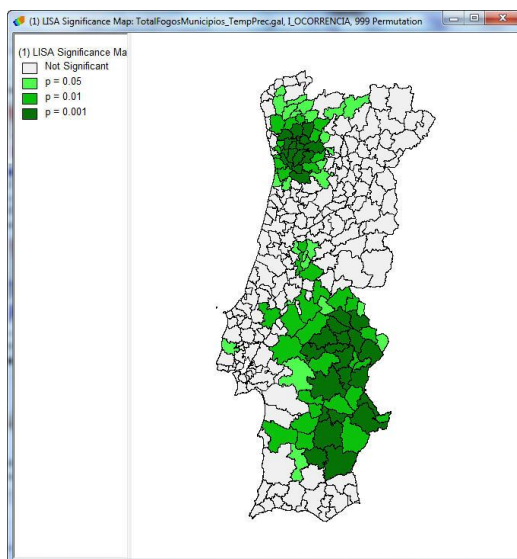 (1) LISA Significance Map: TotalFogosMunicipios_TempPrec.gal, I_OCORRENCIA, 999 Permutation
(1) LISA Significance Ma
Not Significant
p = 0.05
p = 0.01
p = 0.001